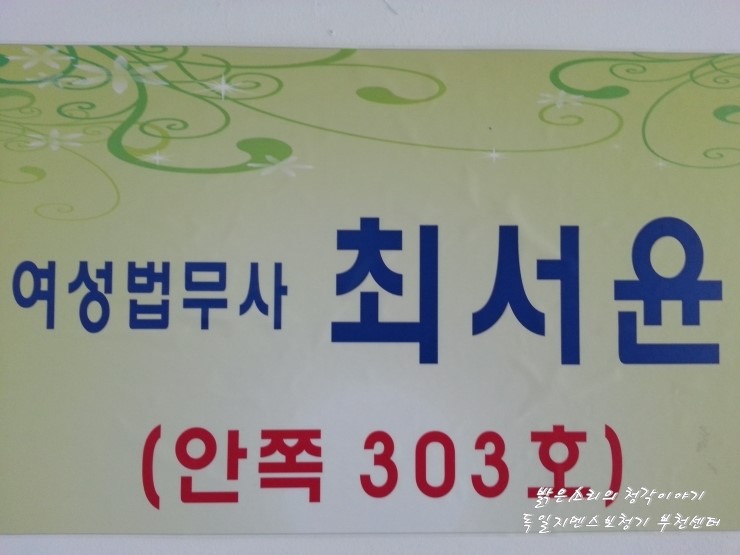 여성법무사 최서윤
(안쪽 303호)
밝은소리의 청각이야기
독일지멘스보청기 부천센터